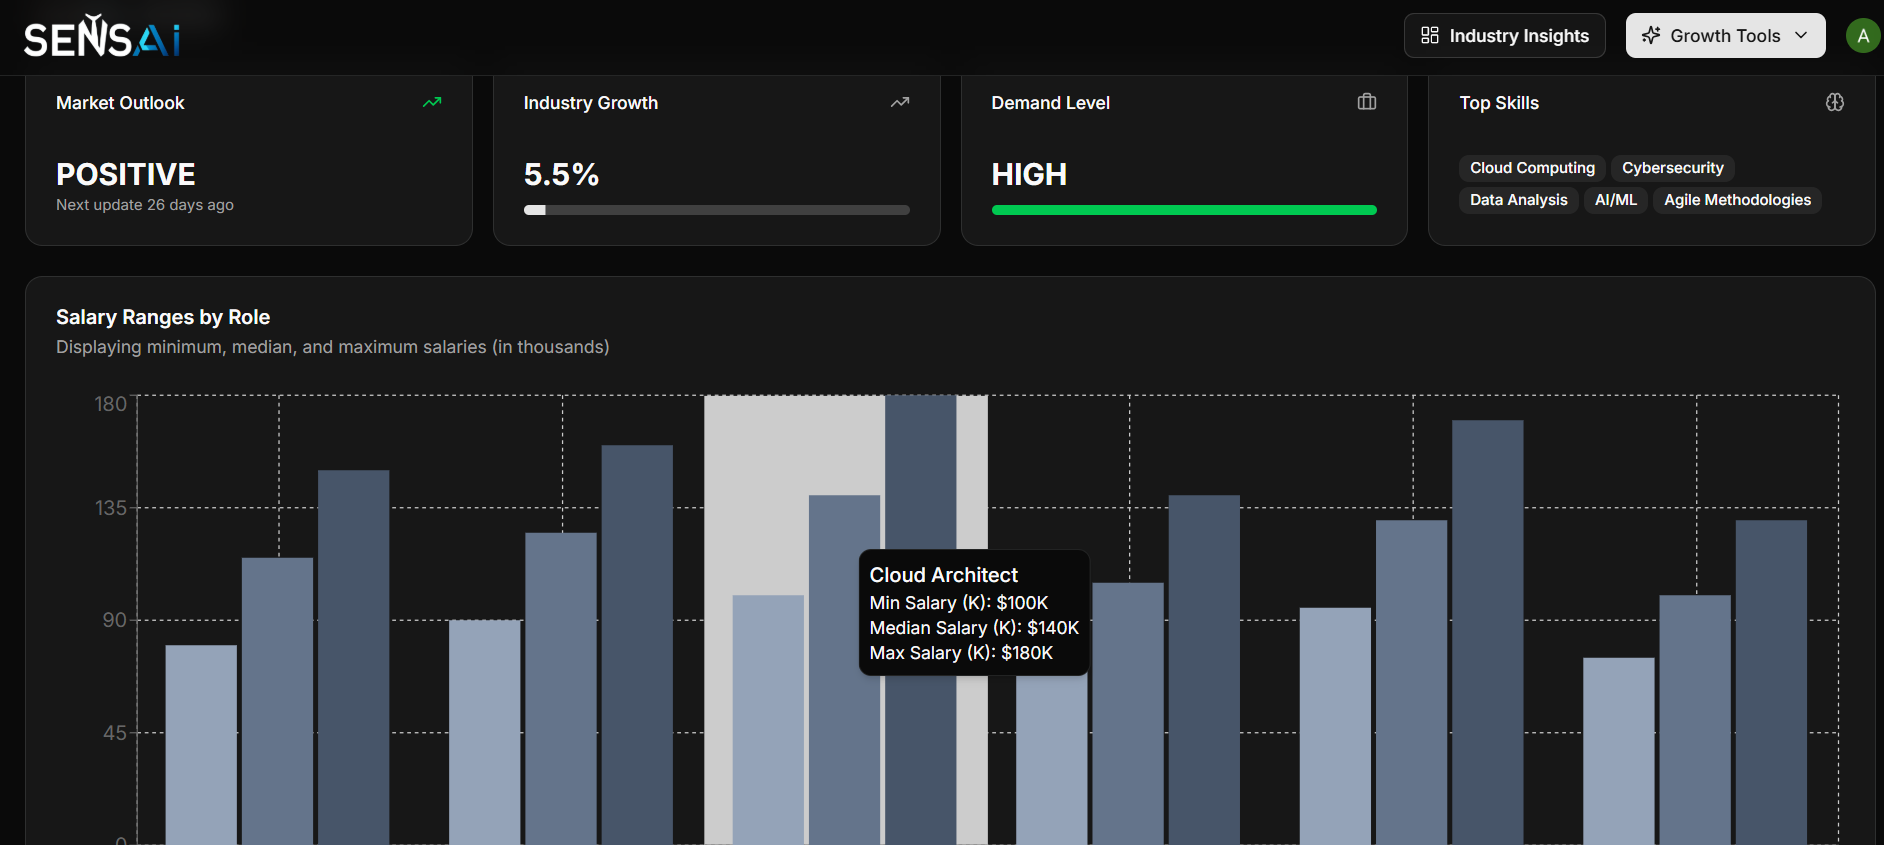 SENSAi
Industry Insights
Growth Tools
A
Market Outlook
POSITIVE
Next update 26 days ago
Industry Growth
5.5%
Demand Level
HIGH
Top Skills
Cloud Computing
Cybersecurity
Data Analysis
AI/ML
Agile Methodologies
Salary Ranges by Role
Displaying minimum, median, and maximum salaries (in thousands)
180
135
90
45
0
Cloud Architect
Min Salary (K): $100K
Median Salary (K): $140K
Max Salary (K): $180K